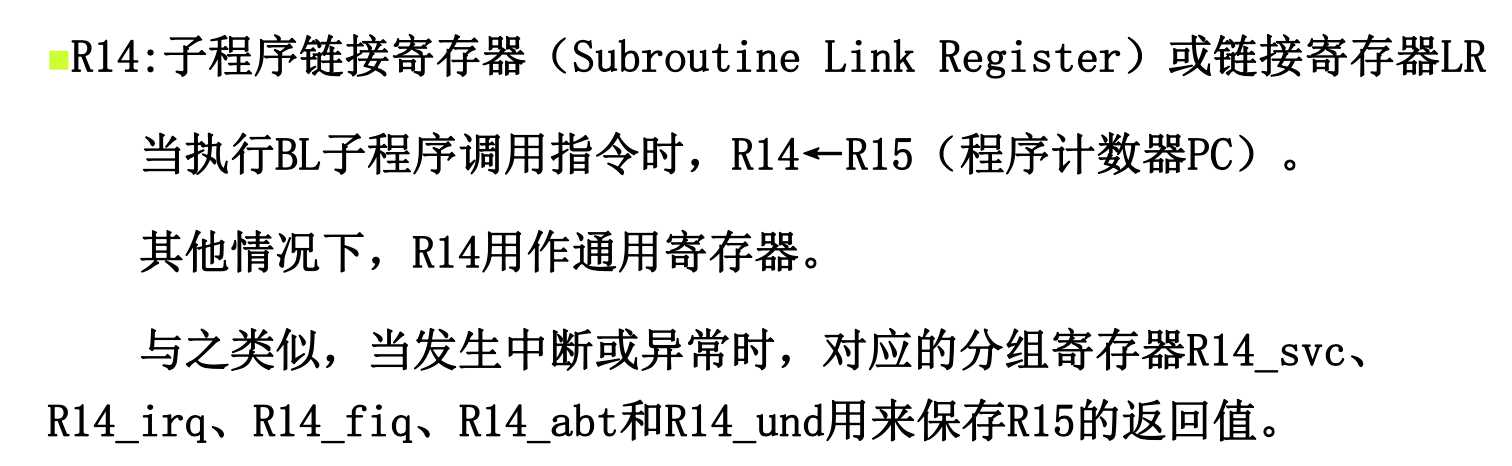 ■R14:子程序链接寄存器（Subroutine Link Register）或链接寄存器LR
当执行BL子程序调用指令时，R14←R15（程序计数器PC）。
其他情况下，R14用作通用寄存器。
与之类似，当发生中断或异常时，对应的分组寄存器R14_svc、
R14_irq、R14_fiq、R14_abt和R14_und用来保存R15的返回值。